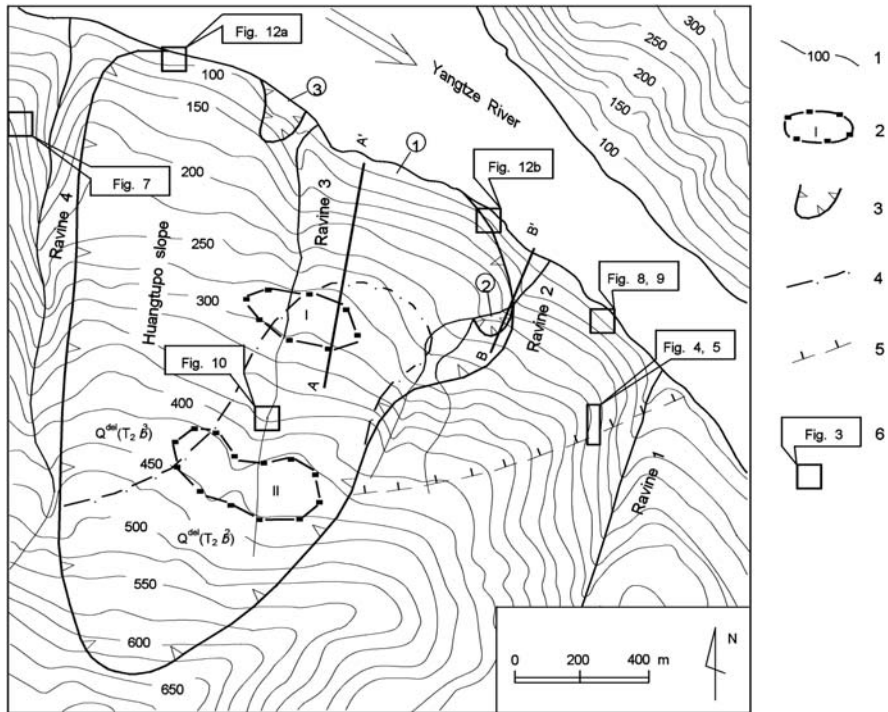 Fig. 12a
300
250
200
150
100
100
150
3
Yangtze River
1
A'
Fig. 7
Fig. 12b
200
Ravine 4
Huangtupo slope
Ravine 3
250
B'
2
Fig. 8, 9
300
I
Ravine 2
B
Fig. 4, 5
Fig. 10
A
400
450
II
500
Ravine 1
550
600
650
0 200 400 m
N
100 1
I 2
3
4
5
Fig. 3 6